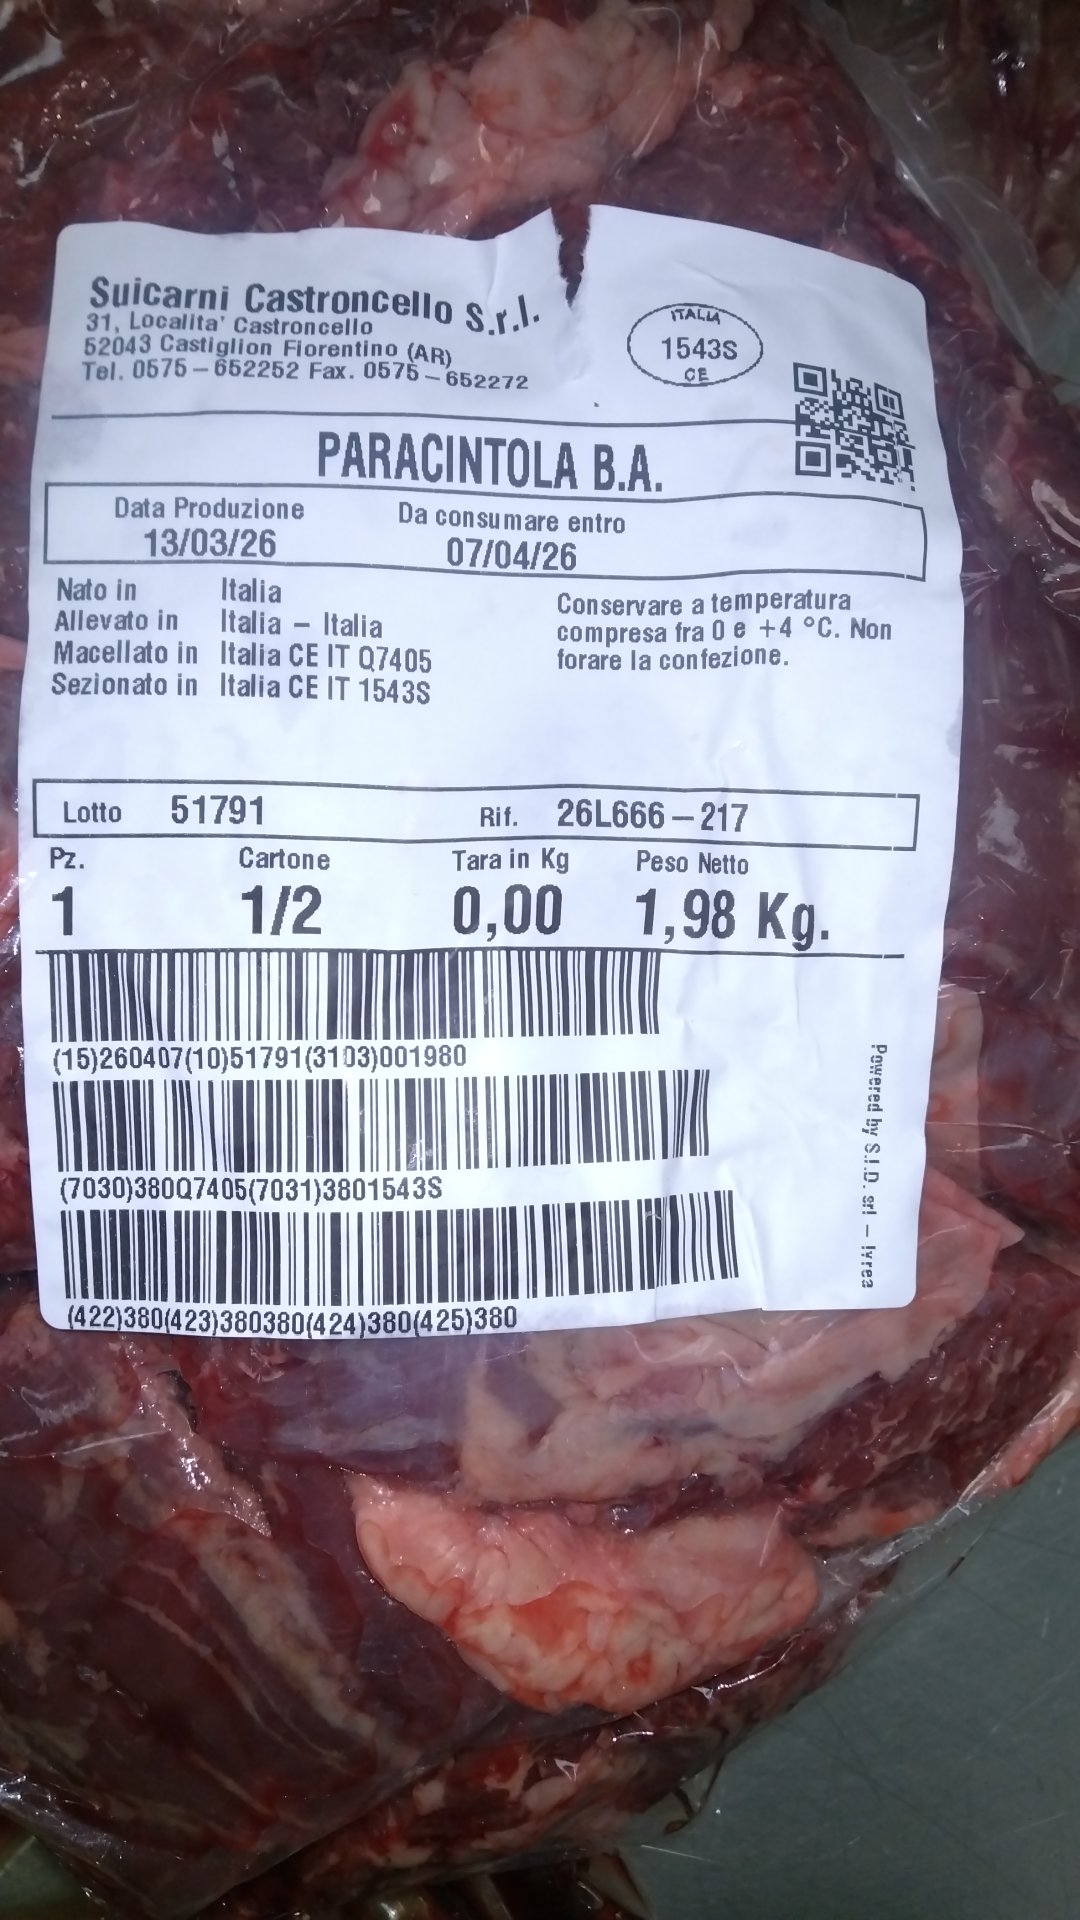 Suicarni Castroncello S.r.l.
31, Localita' Castroncello
52043 Castiglion Fiorentino (AR)
Tel. 0575-652252 Fax. 0575-652272
ITALIA
1543S
CE
PARACINTOLA B.A.
Data Produzione Da consumare entro
13/03/26 07/04/26
Nato in Italia
Allevato in Italia - Italia
Macellato in Italia CE IT Q7405
Sezionato in Italia CE IT 1543S
Conservare a temperatura
compresa fra 0 e +4 °C. Non
forare la confezione.
Lotto 51791 Rif. 26L666-217
Pz. Cartone Tara in Kg Peso Netto
1 1/2 0,00 1,98 Kg.
(15)260407(10)51791(3103)001980
(7030)380Q7405(7031)3801543S
(422)380(423)380380(424)380(425)380
Powered by S.I.D. srl - Ivrea